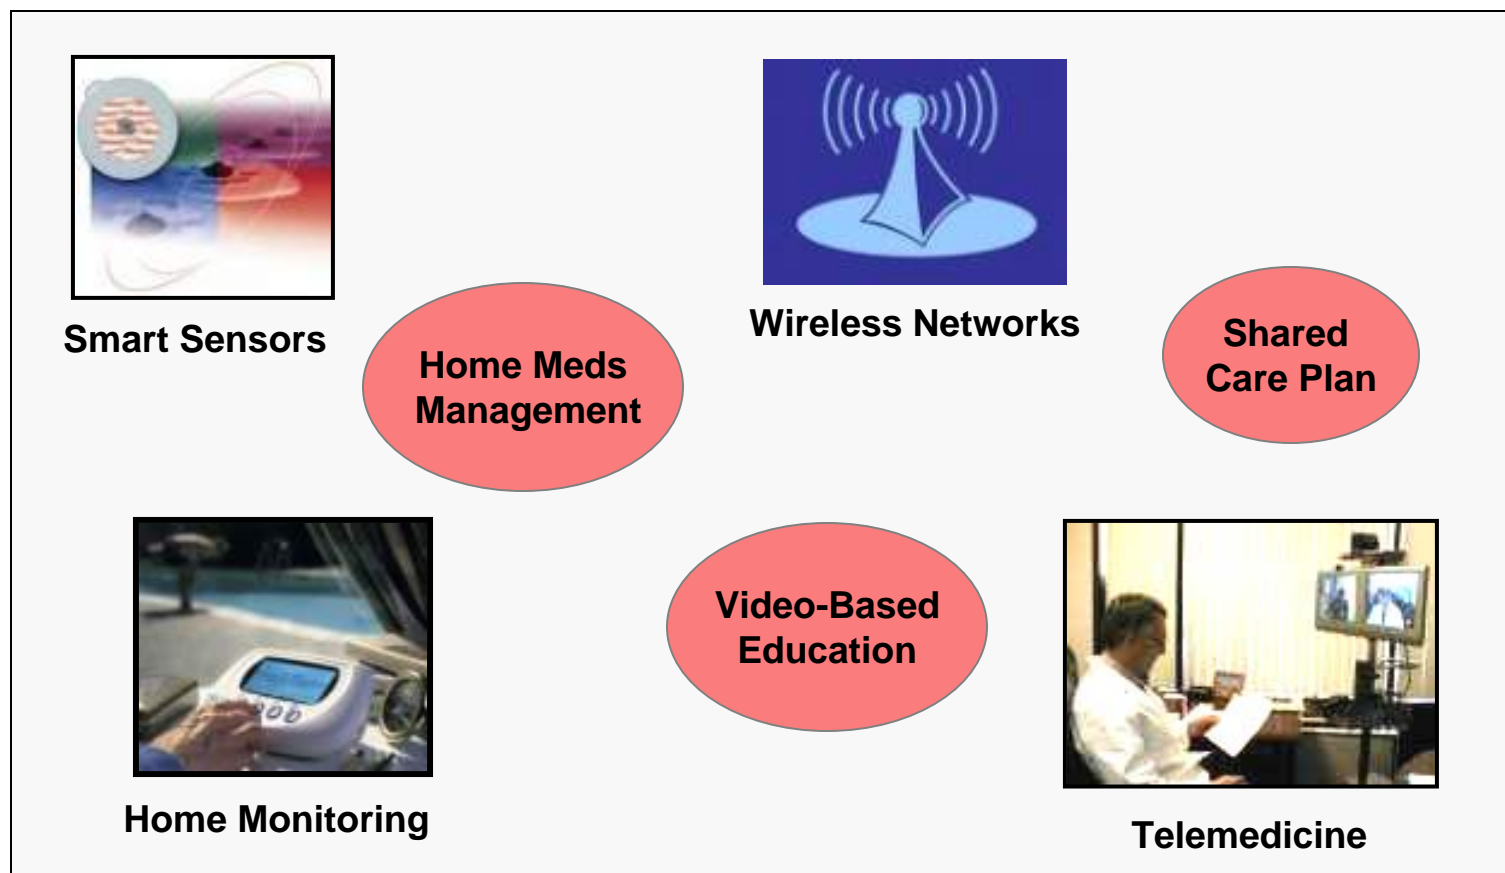 Smart Sensors
Wireless Networks
Home Meds
Management
Shared
Care Plan
Video-Based
Education
Home Monitoring
Telemedicine